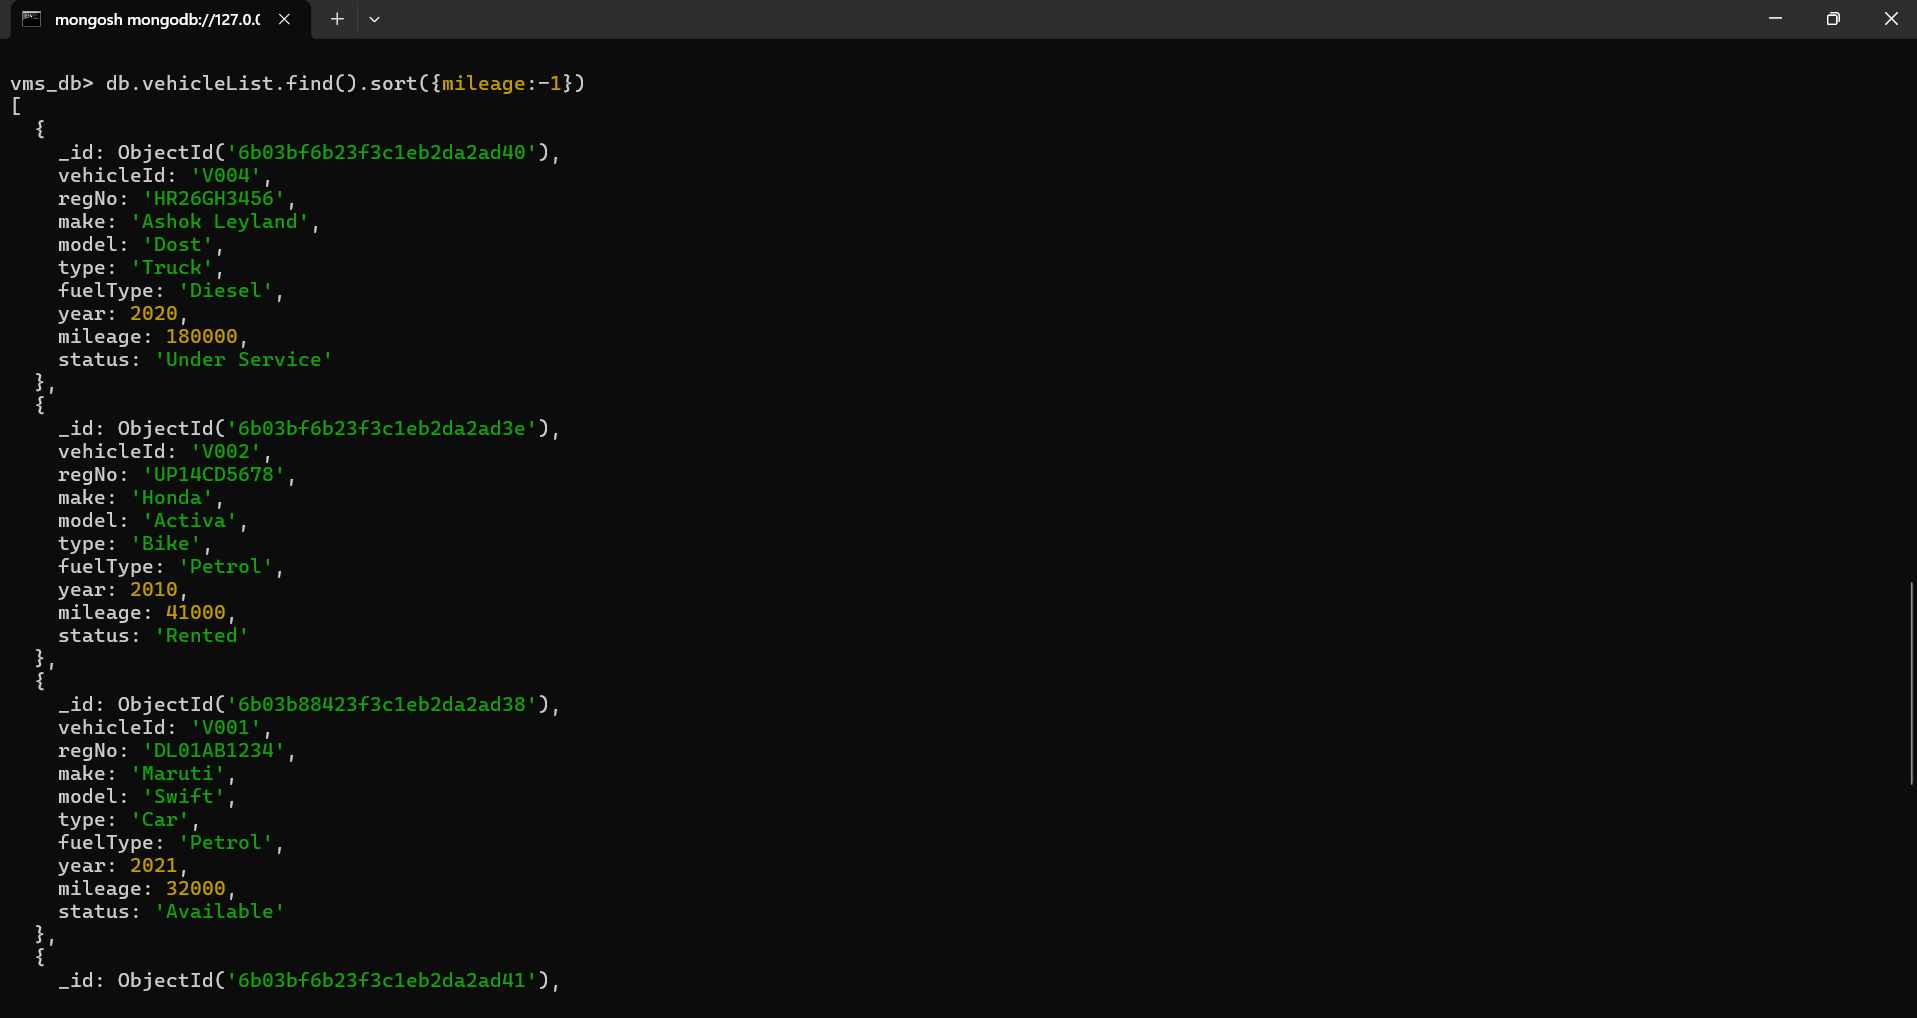 mongosh mongodb://127.0.0
vms_db> db.vehicleList.find().sort({mileage:-1})
[
  {
    _id: ObjectId('6b03bf6b23f3c1eb2da2ad40'),
    vehicleId: 'V004',
    regNo: 'HR26GH3456',
    make: 'Ashok Leyland',
    model: 'Dost',
    type: 'Truck',
    fuelType: 'Diesel',
    year: 2020,
    mileage: 180000,
    status: 'Under Service'
  },
  {
    _id: ObjectId('6b03bf6b23f3c1eb2da2ad3e'),
    vehicleId: 'V002',
    regNo: 'UP14CD5678',
    make: 'Honda',
    model: 'Activa',
    type: 'Bike',
    fuelType: 'Petrol',
    year: 2010,
    mileage: 41000,
    status: 'Rented'
  },
  {
    _id: ObjectId('6b03b88423f3c1eb2da2ad38'),
    vehicleId: 'V001',
    regNo: 'DL01AB1234',
    make: 'Maruti',
    model: 'Swift',
    type: 'Car',
    fuelType: 'Petrol',
    year: 2021,
    mileage: 32000,
    status: 'Available'
  },
  {
    _id: ObjectId('6b03bf6b23f3c1eb2da2ad41'),